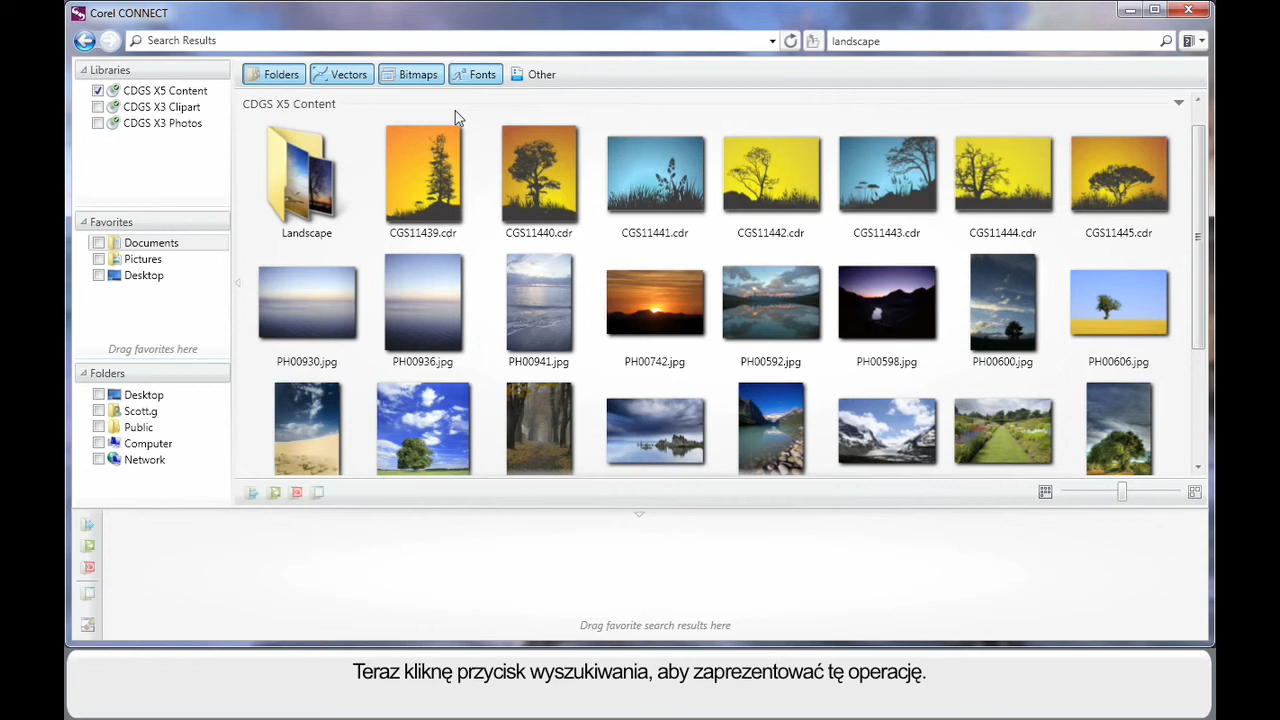 Corel CONNECT
Search Results
landscape
Libraries
CDGS X5 Content
CDGS X3 Clipart
CDGS X3 Photos
Favorites
Documents
Pictures
Desktop
Drag favorites here
Folders
Desktop
Scott.g
Public
Computer
Network
Folders Vectors Bitmaps Fonts Other
CDGS X5 Content
Landscape CGS11439.cdr CGS11440.cdr CGS11441.cdr CGS11442.cdr CGS11443.cdr CGS11444.cdr CGS11445.cdr
PH00930.jpg PH00936.jpg PH00941.jpg PH00742.jpg PH00592.jpg PH00598.jpg PH00600.jpg PH00606.jpg
Drag favorite search results here
Teraz kliknę przycisk wyszukiwania, aby zaprezentować tę operację.